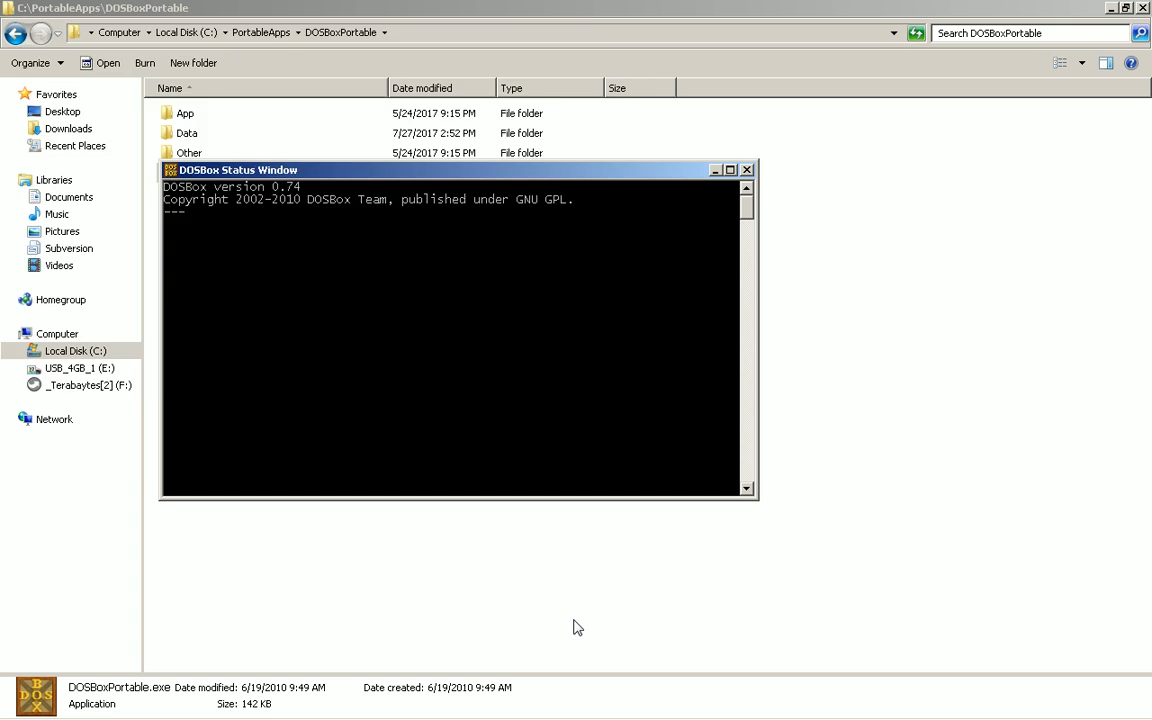 C:\PortableApps\DOSBoxPortable
Computer Local Disk (C:) PortableApps DOSBoxPortable
Search DOSBoxPortable
Organize Open Burn New folder
Name Date modified Type Size
Favorites
Desktop
Downloads
Recent Places
Libraries
Documents
Music
Pictures
Subversion
Videos
Homegroup
Computer
Local Disk (C:)
USB_4GB_1 (E:)
_Terabaytes[2] (F:)
Network
App 5/24/2017 9:15 PM File folder
Data 7/27/2017 2:52 PM File folder
Other 5/24/2017 9:15 PM File folder
DOSBox Status Window
DOSBox version 0.74
Copyright 2002-2010 DOSBox Team, published under GNU GPL.
---
DOSBoxPortable.exe Date modified: 6/19/2010 9:49 AM Date created: 6/19/2010 9:49 AM
Application Size: 142 KB